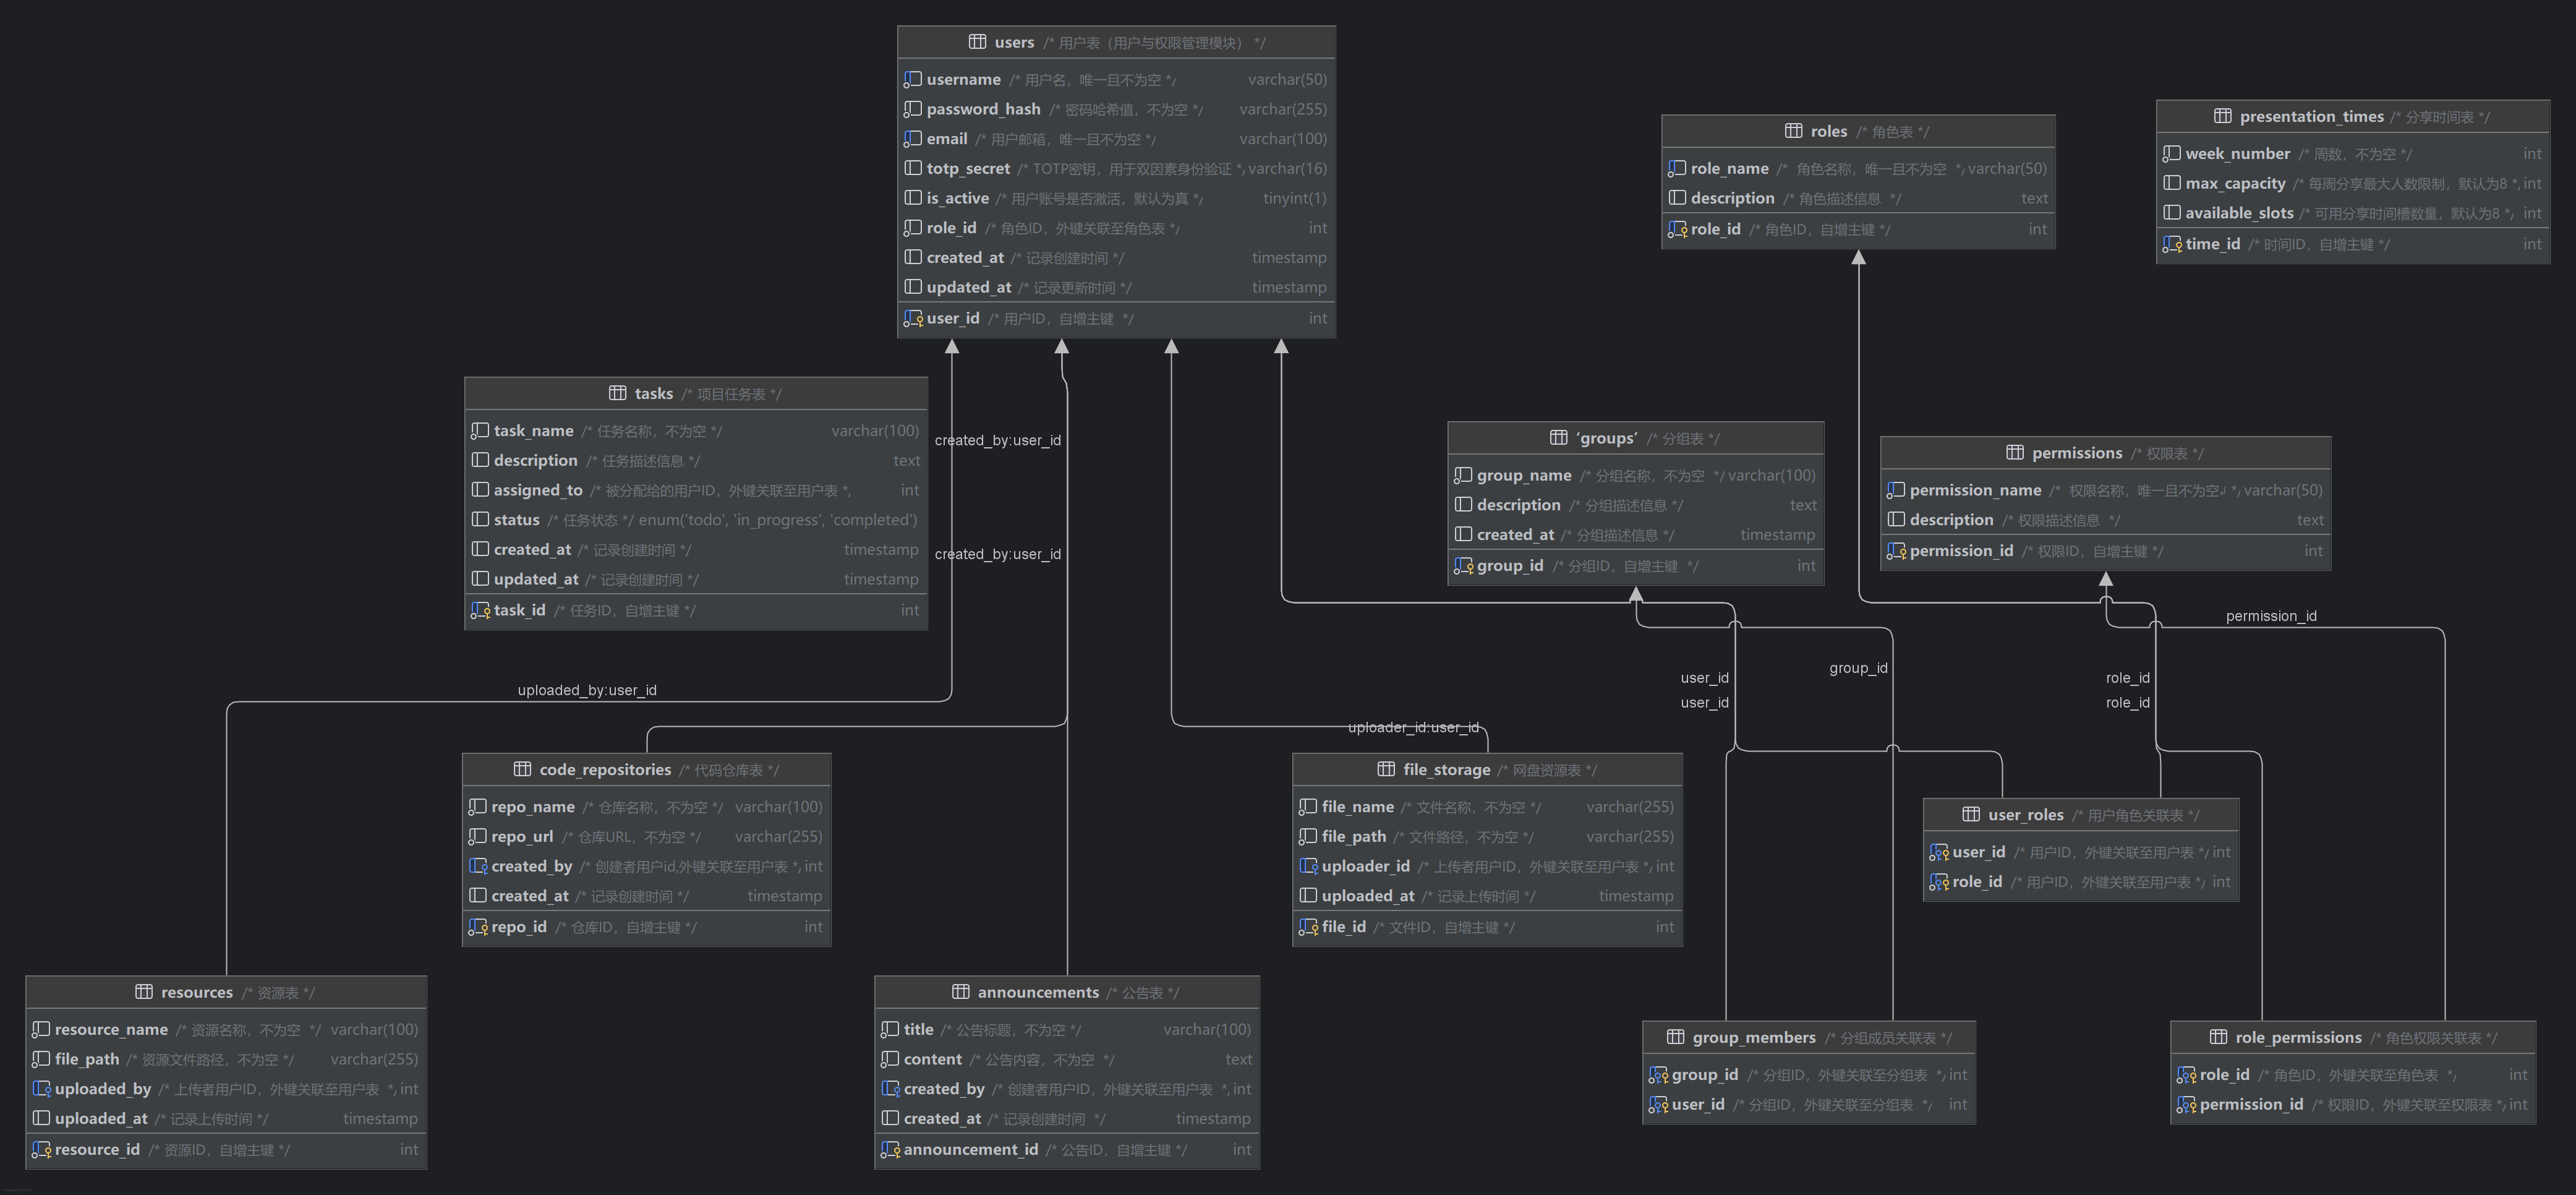 users /* 用户表（用户与权限管理模块） */
username /* 用户名，唯一且不为空 */ varchar(50)
password_hash /* 密码哈希值，不为空 */ varchar(255)
email /* 用户邮箱，唯一且不为空 */ varchar(100)
totp_secret /* TOTP密钥，用于双因素身份验证 */ varchar(16)
is_active /* 用户账号是否激活，默认为真 */ tinyint(1)
role_id /* 角色ID，外键关联至角色表 */ int
created_at /* 记录创建时间 */ timestamp
updated_at /* 记录更新时间 */ timestamp
user_id /* 用户ID，自增主键 */ int
roles /* 角色表 */
role_name /* 角色名称，唯一且不为空 */ varchar(50)
description /* 角色描述信息 */ text
role_id /* 角色ID，自增主键 */ int
presentation_times /* 分享时间表 */
week_number /* 周数，不为空 */ int
max_capacity /* 每周分享最大人数限制，默认为8 */ int
available_slots /* 可用分享时间槽数量，默认为8 */ int
time_id /* 时间ID，自增主键 */ int
tasks /* 项目任务表 */
task_name /* 任务名称，不为空 */ varchar(100)
description /* 任务描述信息 */ text
assigned_to /* 被分配给的用户ID，外键关联至用户表 */ int
status /* 任务状态 */ enum('todo', 'in_progress', 'completed')
created_at /* 记录创建时间 */ timestamp
updated_at /* 记录创建时间 */ timestamp
task_id /* 任务ID，自增主键 */ int
created_by:user_id
created_by:user_id
‘groups’ /* 分组表 */
group_name /* 分组名称，不为空 */ varchar(100)
description /* 分组描述信息 */ text
created_at /* 分组描述信息 */ timestamp
group_id /* 分组ID，自增主键 */ int
permissions /* 权限表 */
permission_name /* 权限名称，唯一且不为空↲ */ varchar(50)
description /* 权限描述信息 */ text
permission_id /* 权限ID，自增主键 */ int
permission_id
group_id
user_id
user_id
role_id
role_id
uploaded_by:user_id
uploader_id:user_id
code_repositories /* 代码仓库表 */
repo_name /* 仓库名称，不为空 */ varchar(100)
repo_url /* 仓库URL，不为空 */ varchar(255)
created_by /* 创建者用户id,外键关联至用户表 */ int
created_at /* 记录创建时间 */ timestamp
repo_id /* 仓库ID，自增主键 */ int
file_storage /* 网盘资源表 */
file_name /* 文件名称，不为空 */ varchar(255)
file_path /* 文件路径，不为空 */ varchar(255)
uploader_id /* 上传者用户ID，外键关联至用户表 */ int
uploaded_at /* 记录上传时间 */ timestamp
file_id /* 文件ID，自增主键 */ int
user_roles /* 用户角色关联表 */
user_id /* 用户ID，外键关联至用户表 */ int
role_id /* 用户ID，外键关联至用户表 */ int
resources /* 资源表 */
resource_name /* 资源名称，不为空 */ varchar(100)
file_path /* 资源文件路径，不为空 */ varchar(255)
uploaded_by /* 上传者用户ID，外键关联至用户表 */ int
uploaded_at /* 记录上传时间 */ timestamp
resource_id /* 资源ID，自增主键 */ int
announcements /* 公告表 */
title /* 公告标题，不为空 */ varchar(100)
content /* 公告内容，不为空 */ text
created_by /* 创建者用户ID，外键关联至用户表 */ int
created_at /* 记录创建时间 */ timestamp
announcement_id /* 公告ID，自增主键 */ int
group_members /* 分组成员关联表 */
group_id /* 分组ID，外键关联至分组表 */ int
user_id /* 分组ID，外键关联至分组表 */ int
role_permissions /* 角色权限关联表 */
role_id /* 角色ID，外键关联至角色表 */ int
permission_id /* 权限ID，外键关联至权限表 */ int